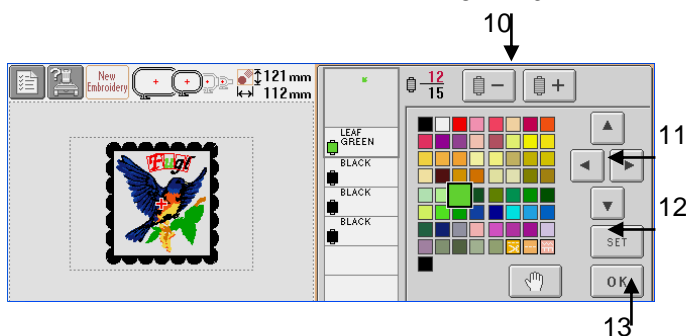 10
New
Embroidery
121 mm
112 mm
12
15
LEAF
GREEN
BLACK
BLACK
BLACK
11
12
SET
OK
13